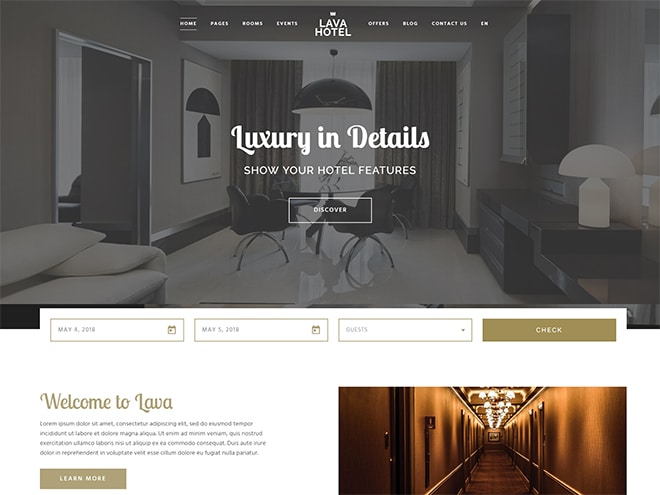 HOME PAGES ROOMS EVENTS LAVA HOTEL OFFERS BLOG CONTACT US EN
Luxury in Details
SHOW YOUR HOTEL FEATURES
DISCOVER
MAY 4, 2018 MAY 5, 2018 GUESTS CHECK
Welcome to Lava
Lorem ipsum dolor sit amet, consectetur adipiscing elit, sed do eiusmod tempor
incididunt ut labore et dolore magna aliqua. Ut enim ad minim veniam, quis nostrud
exercitation ullamco laboris nisi ut aliquip ex ea commodo consequat. Duis aute irure
dolor in reprehenderit in voluptate velit esse cillum dolore eu fugiat nulla pariatur.
LEARN MORE